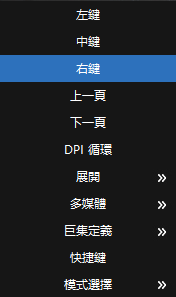 左鍵
中鍵
右鍵
上一頁
下一頁
DPI 循環
展開 »
多媒體 »
巨集定義 »
快捷鍵
模式選擇 »